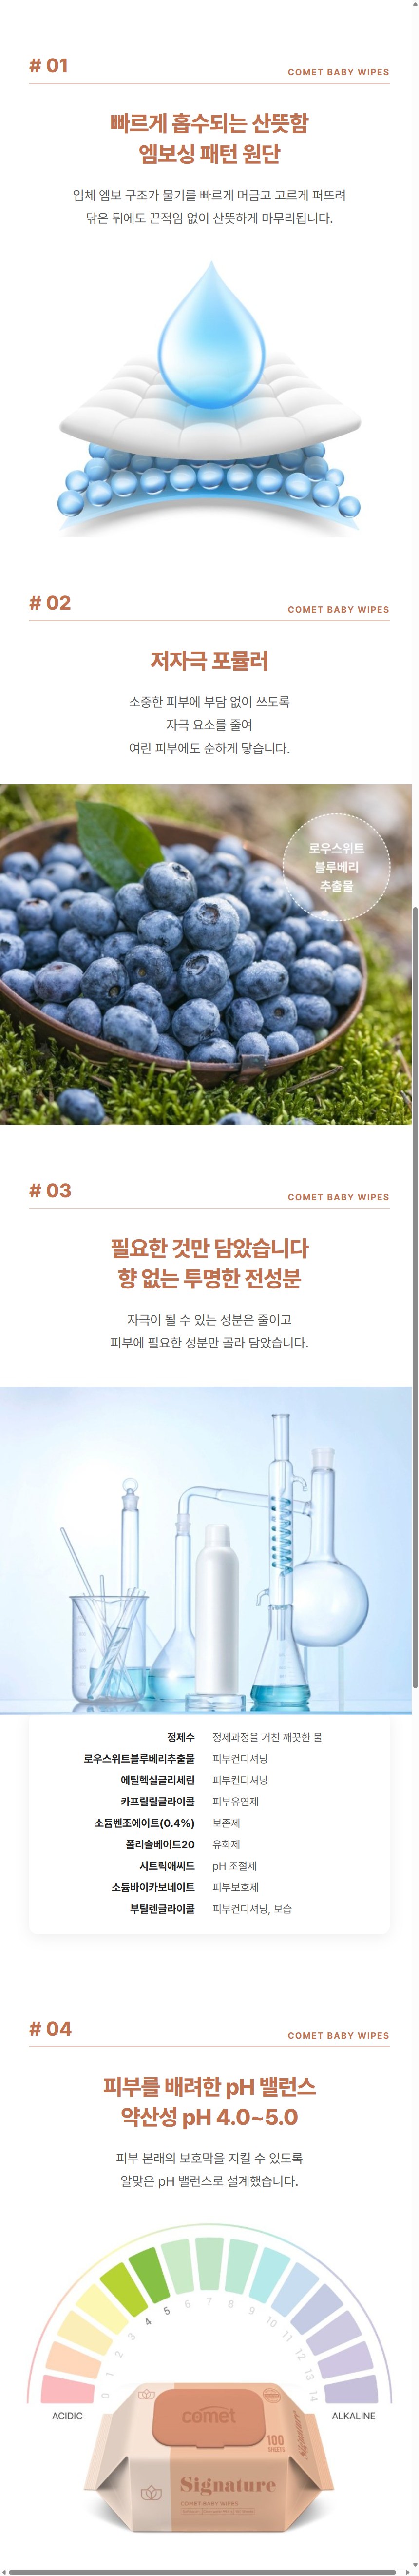 # 01
COMET BABY WIPES
빠르게 흡수되는 산뜻함
엠보싱 패턴 원단
입체 엠보 구조가 물기를 빠르게 머금고 고르게 퍼뜨려
닦은 뒤에도 끈적임 없이 산뜻하게 마무리됩니다.
# 02
COMET BABY WIPES
저자극 포뮬러
소중한 피부에 부담 없이 쓰도록
자극 요소를 줄여
여린 피부에도 순하게 닿습니다.
로우스위트
블루베리
추출물
# 03
COMET BABY WIPES
필요한 것만 담았습니다
향 없는 투명한 전성분
자극이 될 수 있는 성분은 줄이고
피부에 필요한 성분만 골라 담았습니다.
정제수 정제과정을 거친 깨끗한 물
로우스위트블루베리추출물 피부컨디셔닝
에틸헥실글리세린 피부컨디셔닝
카프릴릴글라이콜 피부유연제
소듐벤조에이트(0.4%) 보존제
폴리솔베이트20 유화제
시트릭애씨드 pH 조절제
소듐바이카보네이트 피부보호제
부틸렌글라이콜 피부컨디셔닝, 보습
# 04
COMET BABY WIPES
피부를 배려한 pH 밸런스
약산성 pH 4.0~5.0
피부 본래의 보호막을 지킬 수 있도록
알맞은 pH 밸런스로 설계했습니다.
0 1 2 3 4 5 6 7 8 9 10 11 12 13 14
ACIDIC
ALKALINE
comet
100
SHEETS
Signature
COMET BABY WIPES